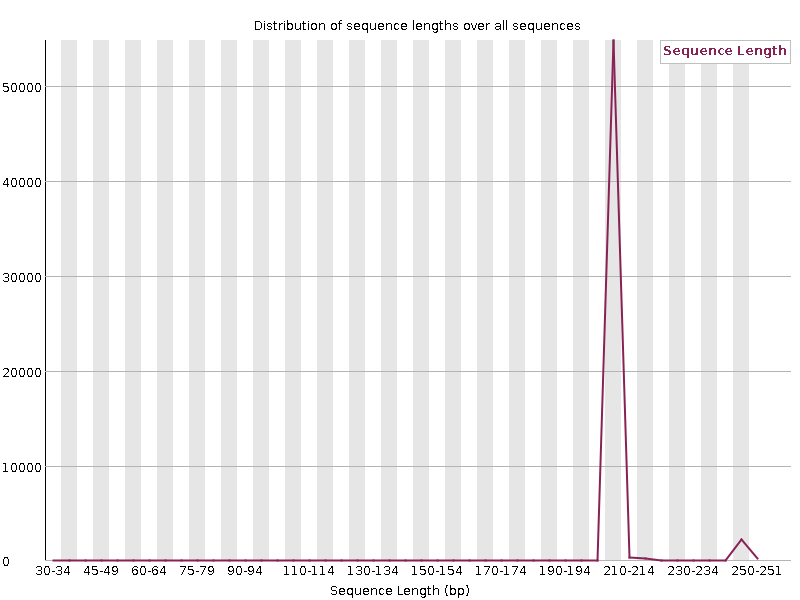 Distribution of sequence lengths over all sequences
Sequence Length
50000
40000
30000
20000
10000
0
30-34 45-49 60-64 75-79 90-94 110-114 130-134 150-154 170-174 190-194 210-214 230-234 250-251
Sequence Length (bp)